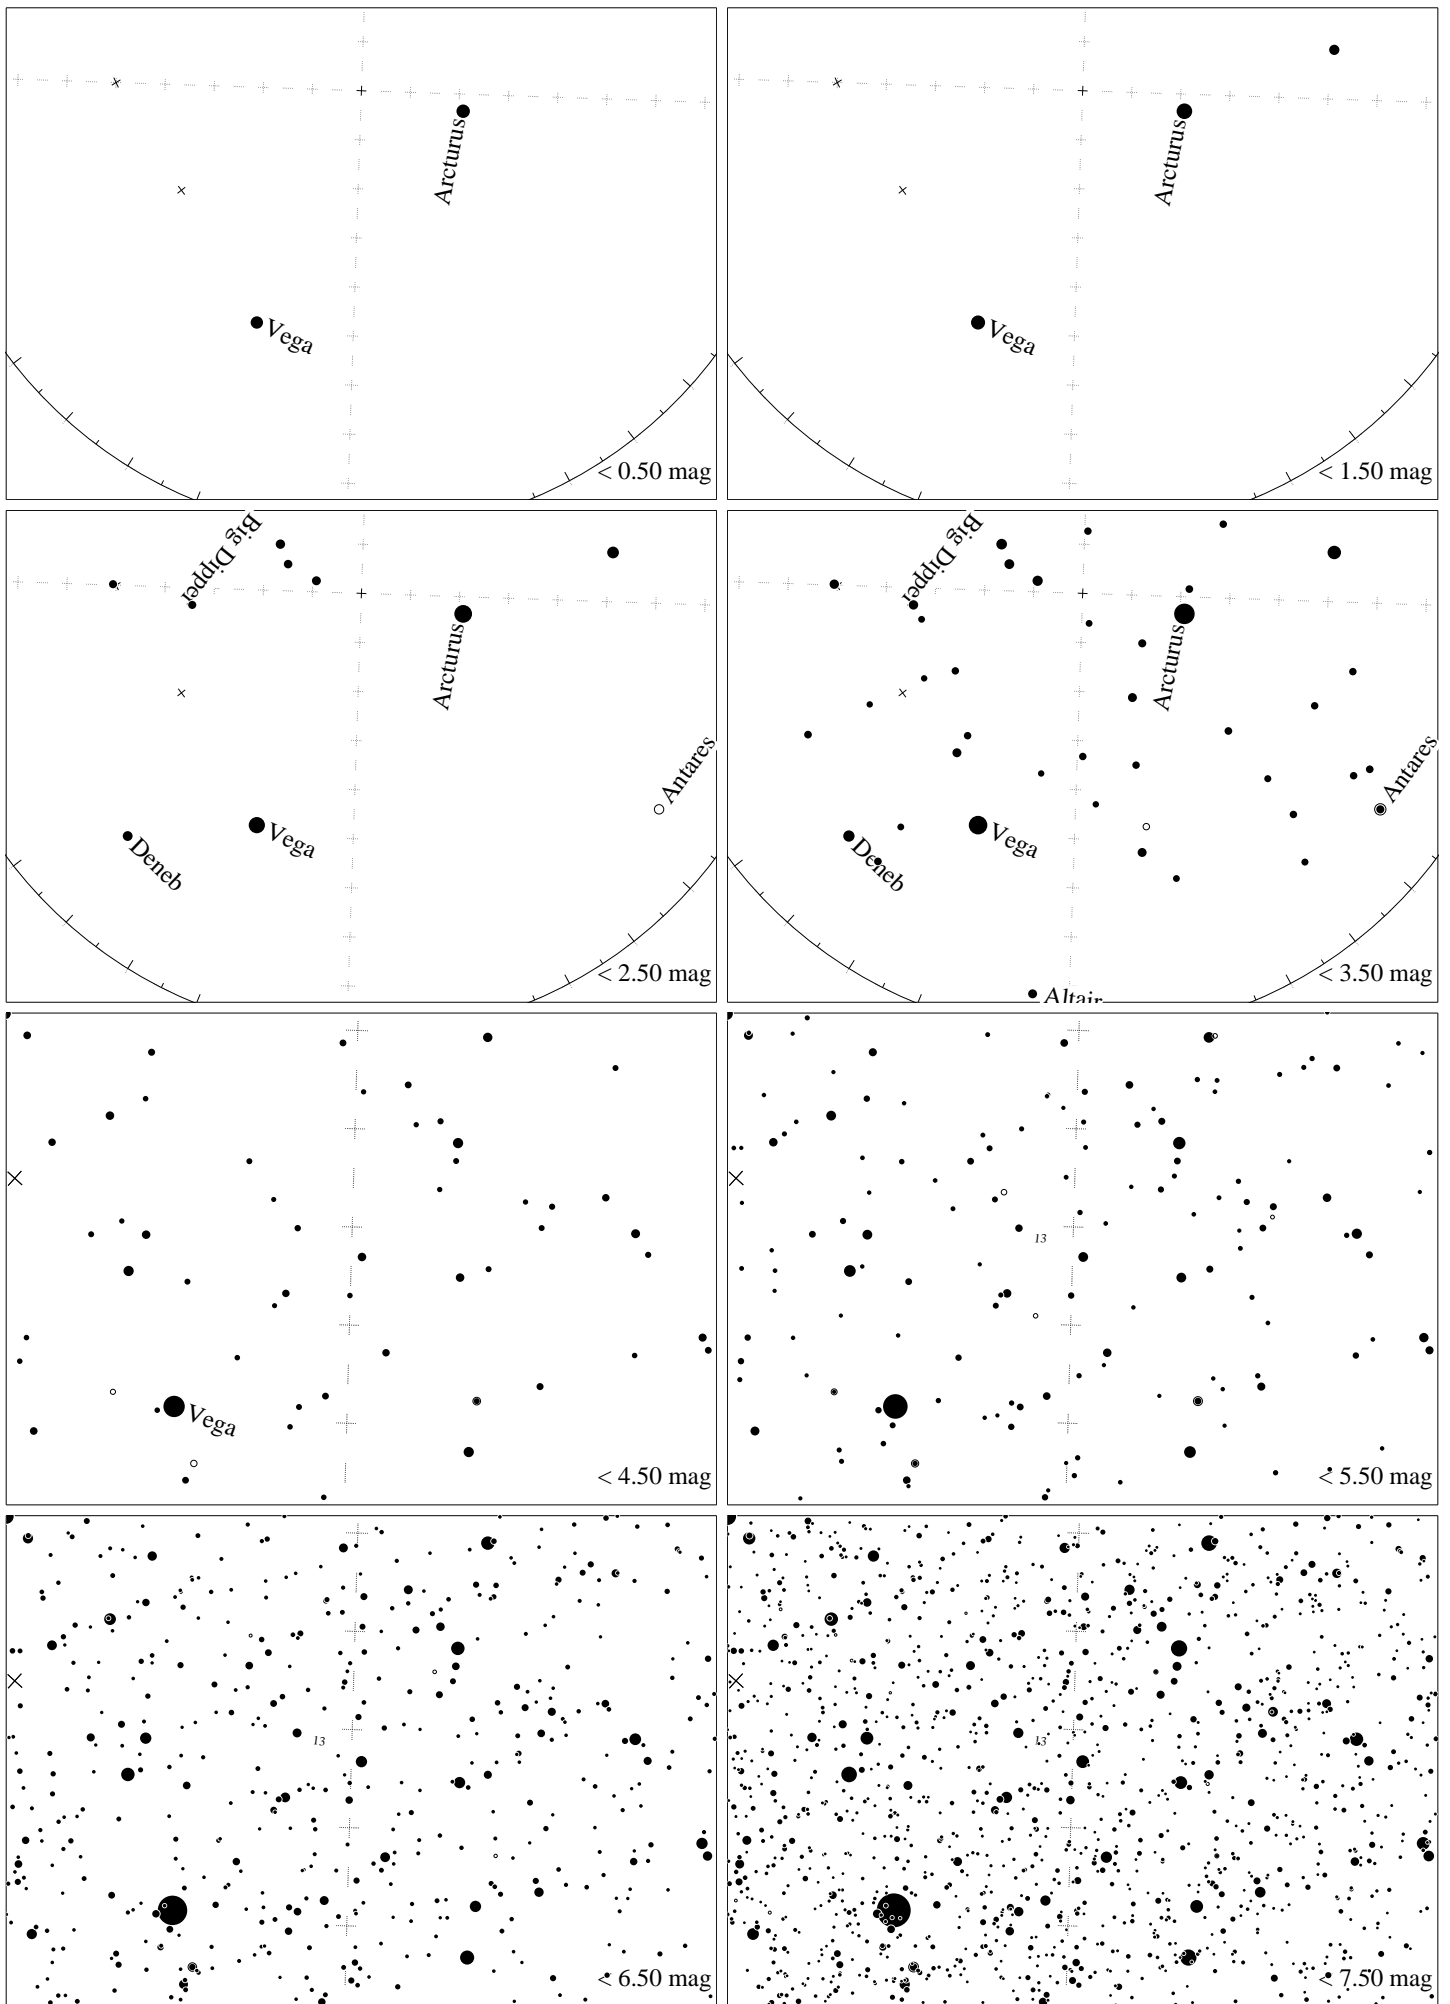 Arcturus
Vega
< 0.50 mag
Arcturus
Vega
< 1.50 mag
Big Dipper
Arcturus
Antares
Vega
Deneb
< 2.50 mag
Big Dipper
Arcturus
Antares
Vega
Deneb
< 3.50 mag
Altair
Vega
< 4.50 mag
13
< 5.50 mag
13
< 6.50 mag
13
< 7.50 mag